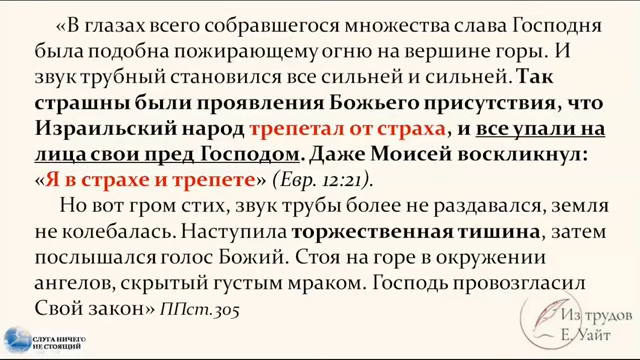 «В глазах всего собравшегося множества слава Господня
была подобна пожирающему огню на вершине горы. И
звук трубный становился все сильней и сильней. Так
страшны были проявления Божьего присутствия, что
Израильский народ трепетал от страха, и все упали на
лица свои пред Господом. Даже Моисей воскликнул:
«Я в страхе и трепете» (Евр. 12:21).
Но вот гром стих, звук трубы более не раздавался, земля
не колебалась. Наступила торжественная тишина, затем
послышался голос Божий. Стоя на горе в окружении
ангелов, скрытый густым мраком. Господь провозгласил
Свой закон» ППст.305
СЛУГА НИЧЕГО
НЕ СТОЯЩИЙ
Из трудов
Е. Уайт